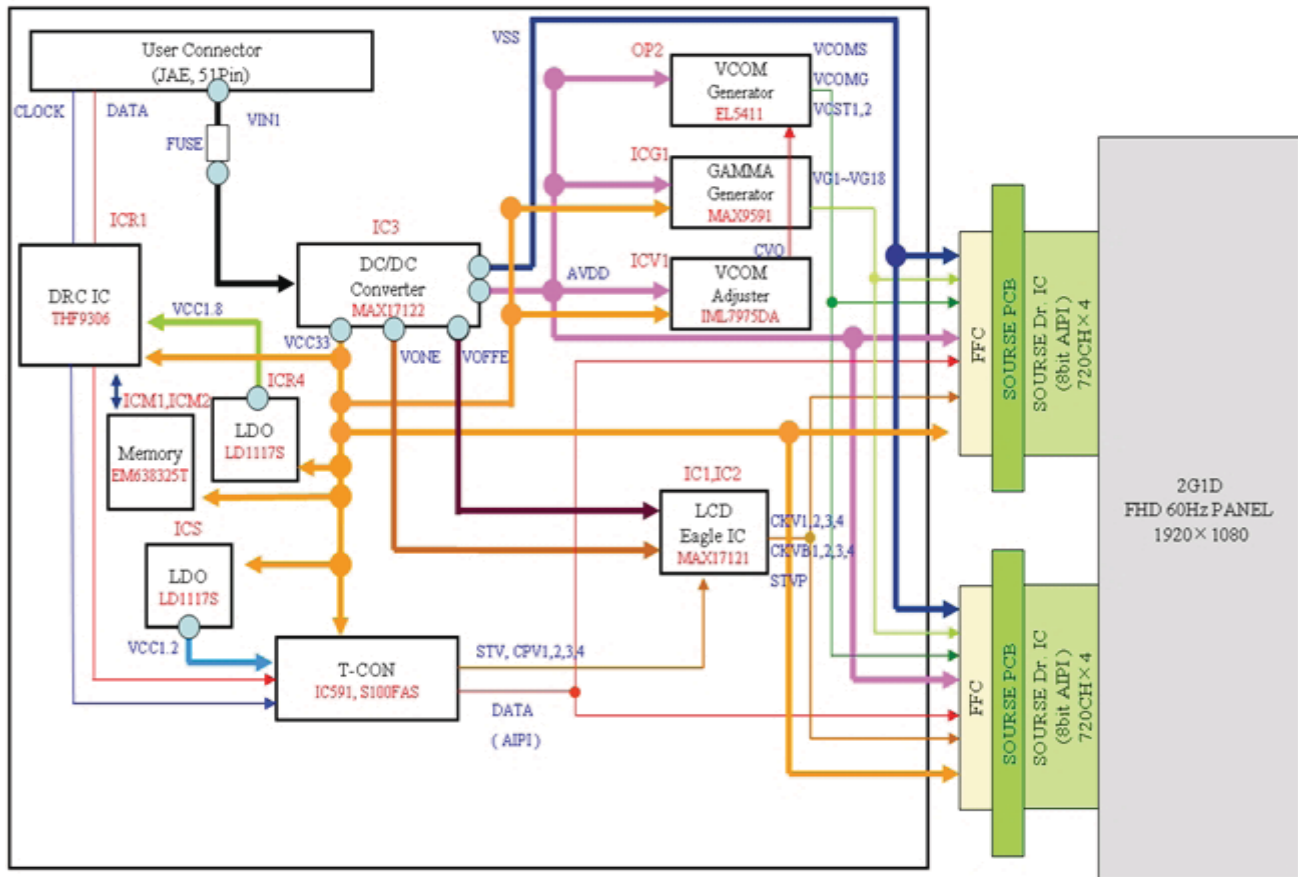 User Connector
(JAE, 51Pin)
CLOCK
DATA
VIN1
FUSE
VSS
OP2
VCOM
Generator
EL5411
VCOMS
VCOMG
VCST1,2
ICG1
GAMMA
Generator
MAX9591
VG1~VG18
CVO
ICV1
VCOM
Adjuster
IML7975DA
AVDD
ICR1
DRC IC
THF9306
VCC1.8
IC3
DC/DC
Converter
MAX17122
VCC33
VONE
VOFFE
ICR4
LDO
LD1117S
ICM1,ICM2
Memory
EM638325T
ICS
LDO
LD1117S
VCC1.2
T-CON
IC591, S100FAS
STV, CPV1,2,3,4
DATA
( AIPI )
IC1,IC2
LCD
Eagle IC
MAX17121
CKV1,2,3,4
CKVB1,2,3,4
STVP
FFC
SOURSE PCB
SOURSE Dr. IC
(8bit AIPI)
720CH×4
FFC
SOURSE PCB
SOURSE Dr. IC
(8bit AIPI)
720CH×4
2G1D
FHD 60Hz PANEL
1920×1080